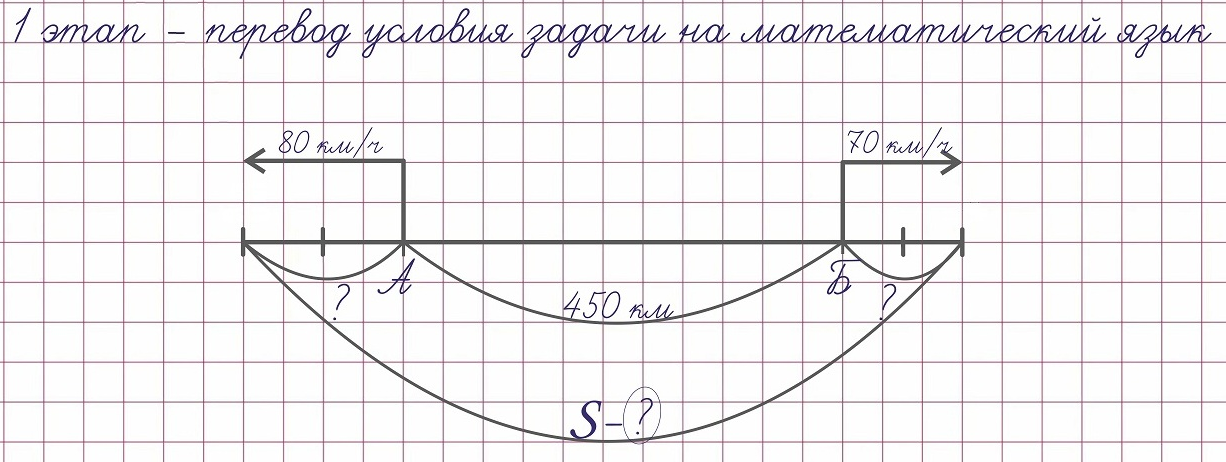 1 этап - перевод условия задачи на математический язык
80 км/ч
70 км/ч
А
Б
?
450 км
?
S-?